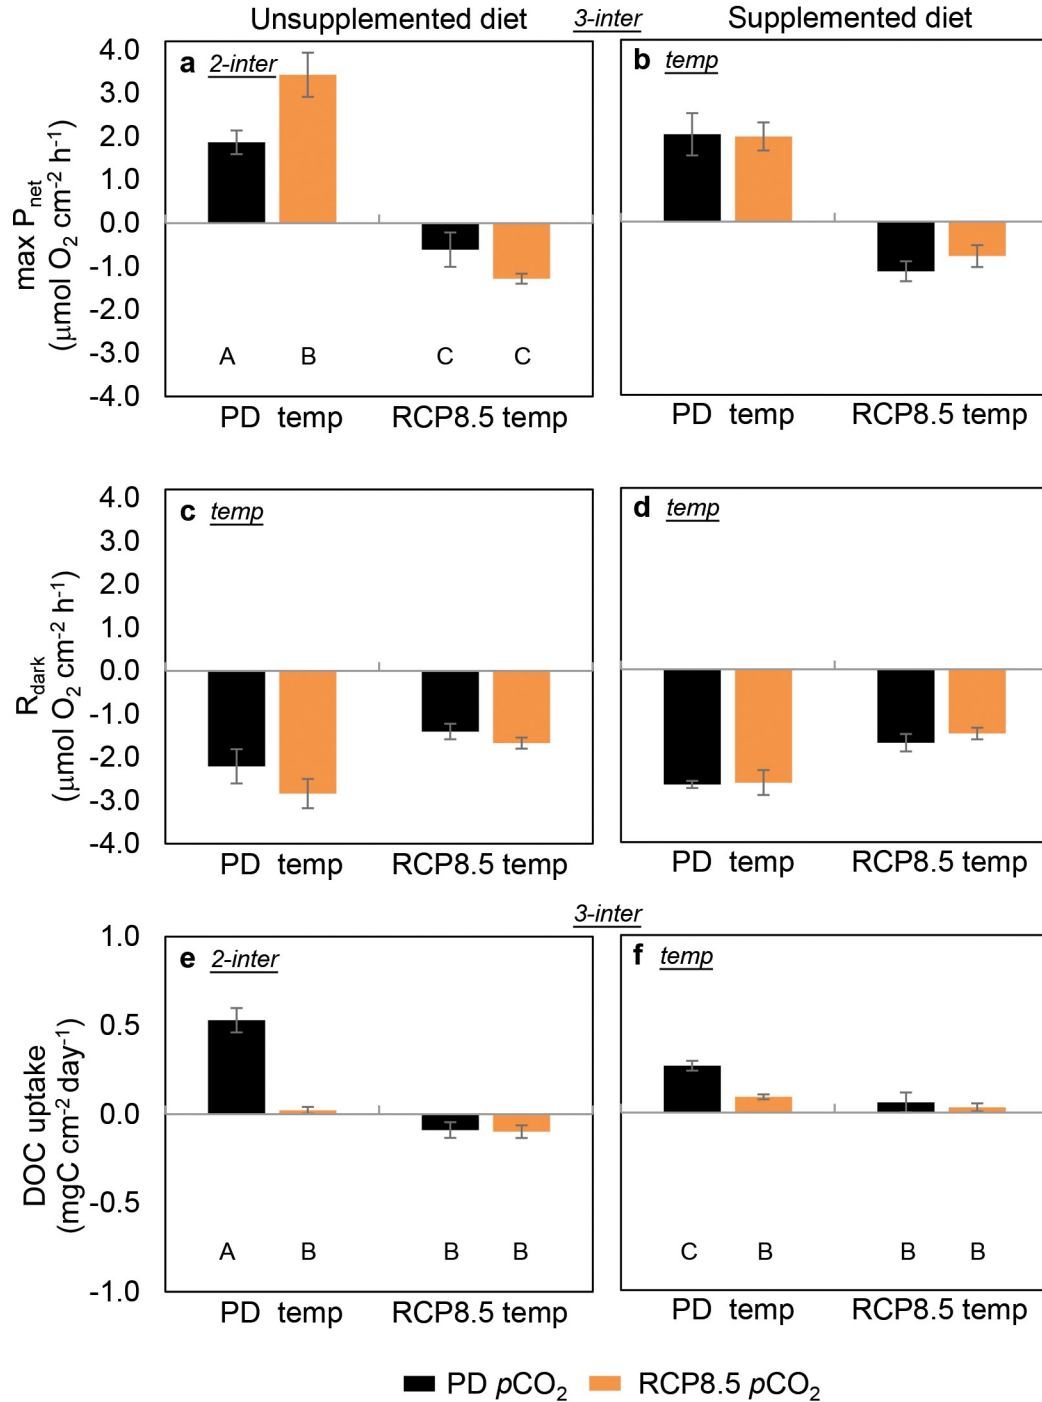 Unsupplemented diet
3-inter
Supplemented diet
a 2-inter
b temp
max Pnet
(μmol O2 cm-2 h-1)
4.0
3.0
2.0
1.0
0.0
-1.0
-2.0
-3.0
-4.0
A B C C
PD temp RCP8.5 temp
PD temp RCP8.5 temp
c temp
d temp
Rdark
(μmol O2 cm-2 h-1)
4.0
3.0
2.0
1.0
0.0
-1.0
-2.0
-3.0
-4.0
PD temp RCP8.5 temp
PD temp RCP8.5 temp
3-inter
e 2-inter
f temp
DOC uptake
(mgC cm-2 day-1)
1.0
0.5
0.0
-0.5
-1.0
A B B B
C B B B
PD temp RCP8.5 temp
PD temp RCP8.5 temp
PD pCO2 RCP8.5 pCO2